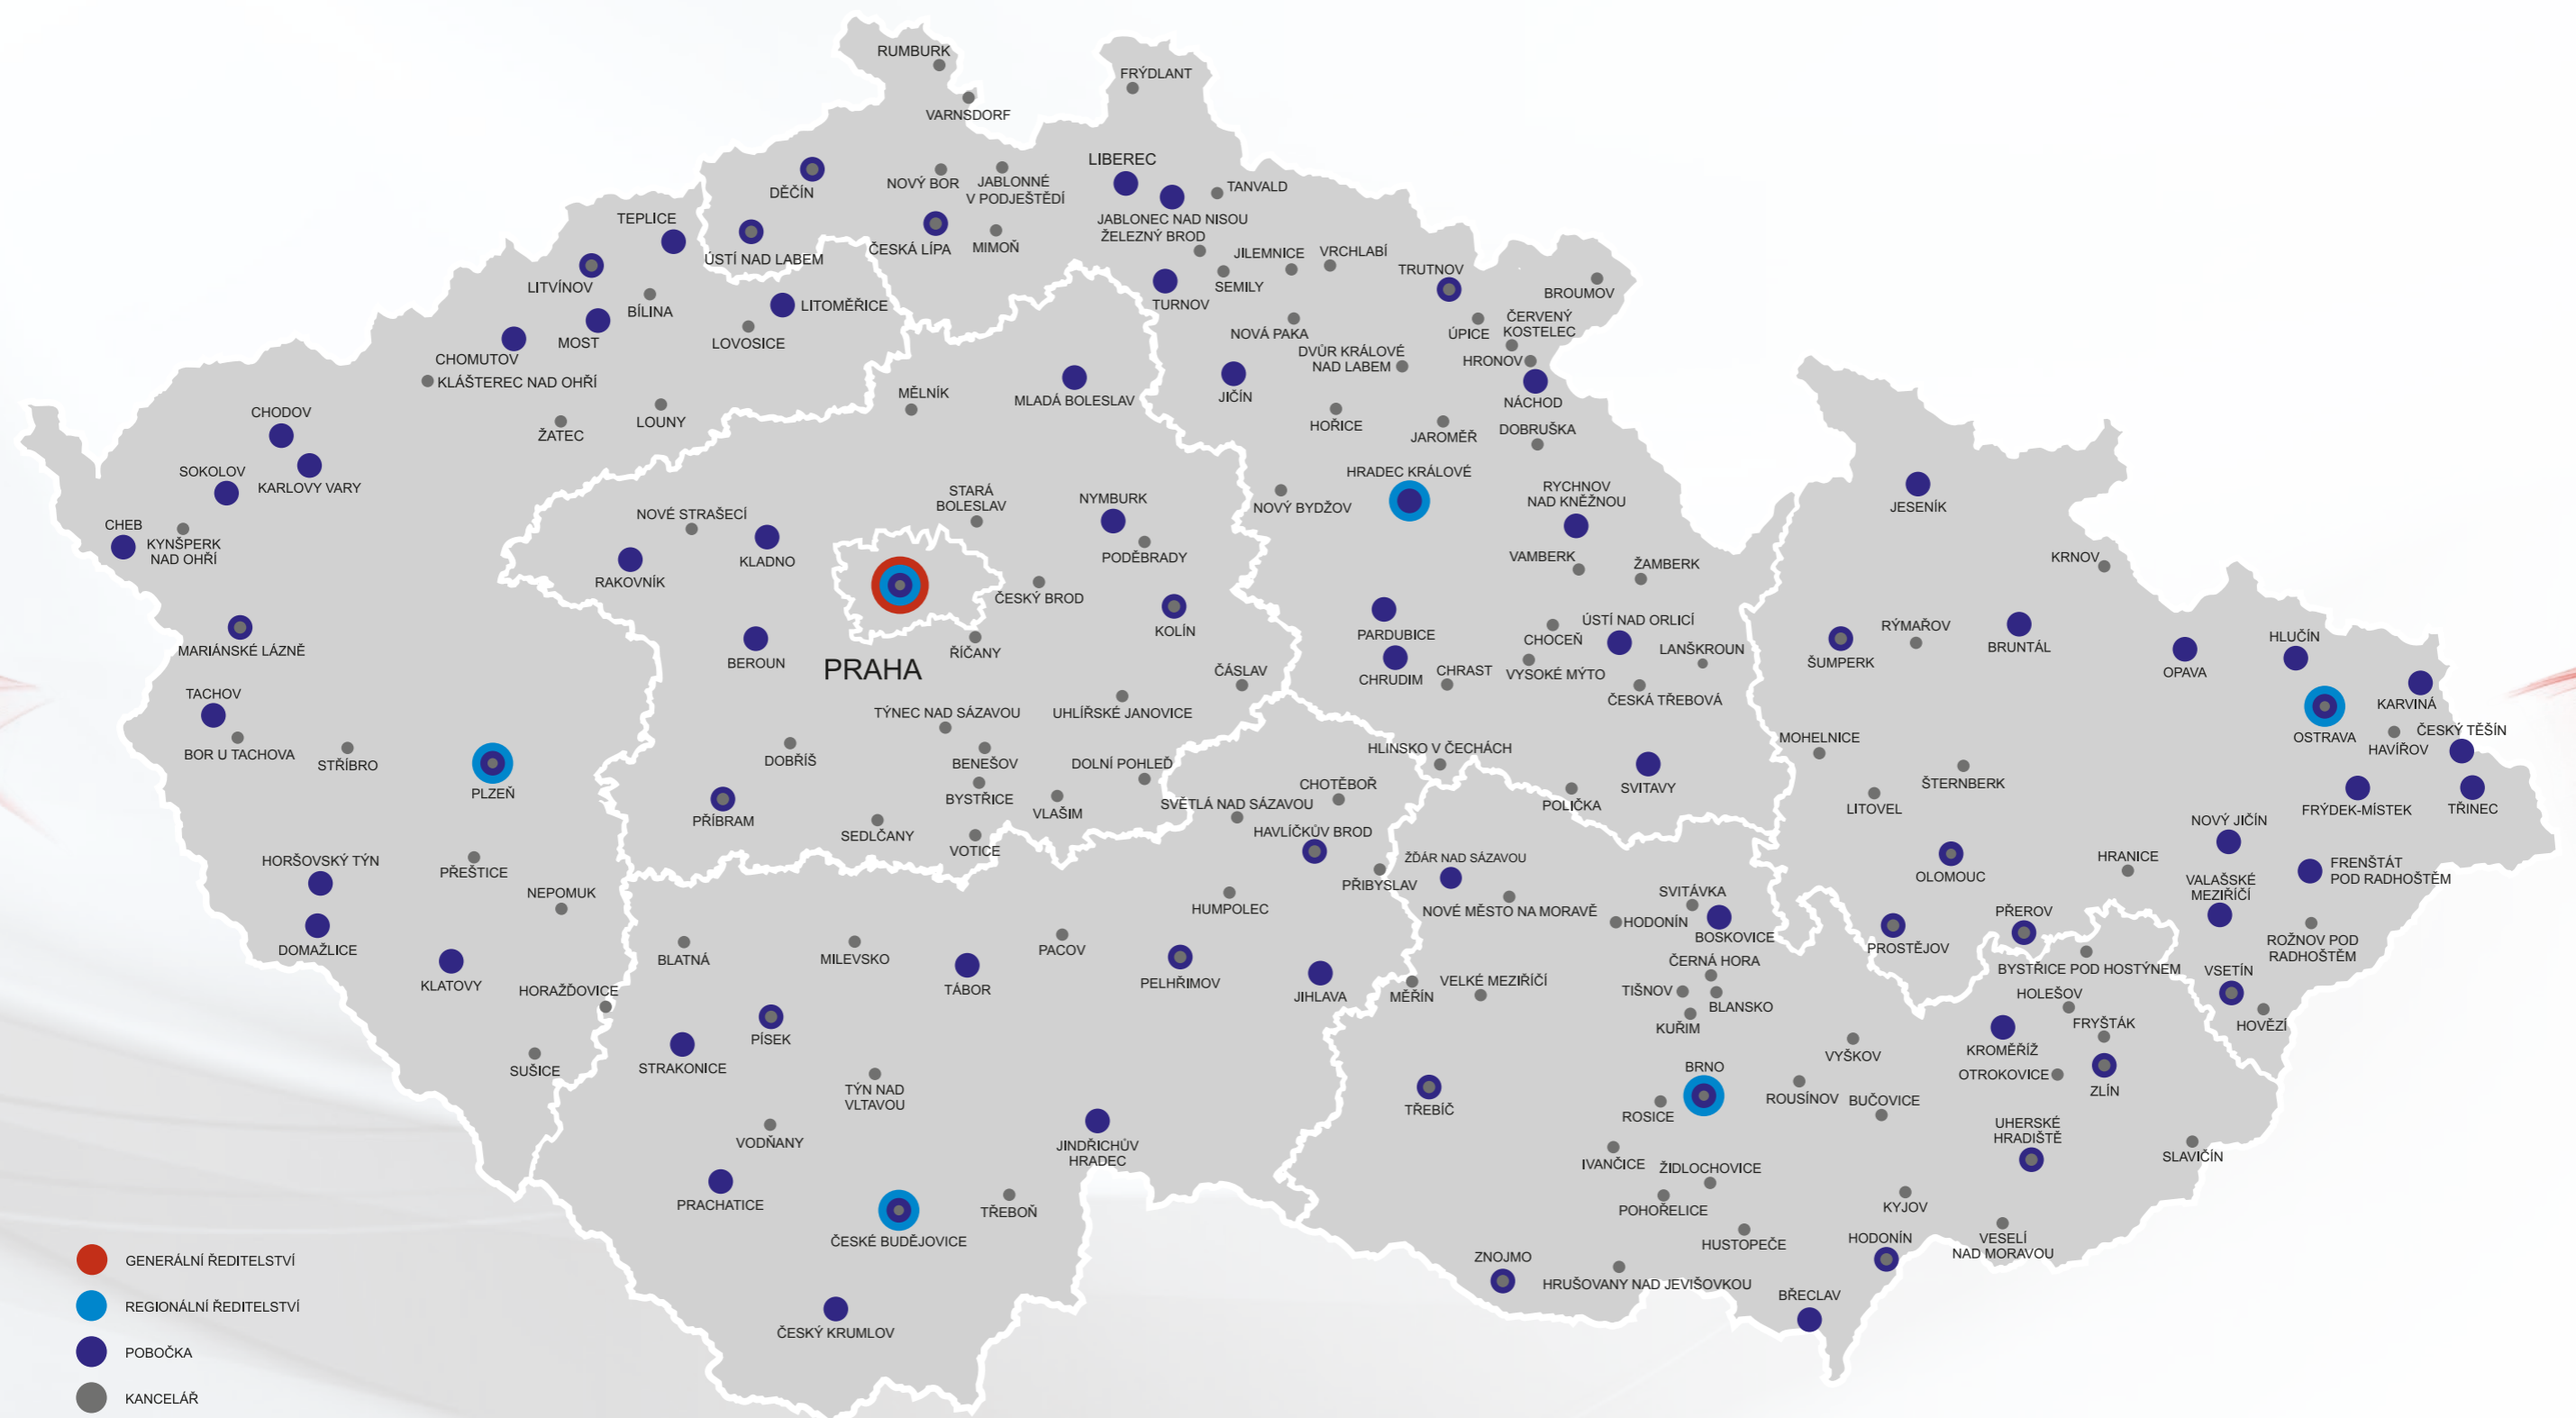 RUMBURK
FRÝDLANT
VARNSDORF
LIBEREC
DĚČÍN
NOVÝ BOR
JABLONNÉ
V PODJEŠTĚDÍ
TANVALD
TEPLICE
JABLONEC NAD NISOU
ŽELEZNÝ BROD
ÚSTÍ NAD LABEM
ČESKÁ LÍPA
MIMOŇ
JILEMNICE
VRCHLABÍ
TRUTNOV
LITVÍNOV
SEMILY
BROUMOV
BÍLINA
LITOMĚŘICE
TURNOV
ČERVENÝ
KOSTELEC
MOST
LOVOSICE
NOVÁ PAKA
ÚPICE
CHOMUTOV
DVŮR KRÁLOVÉ
NAD LABEM
HRONOV
KLÁŠTEREC NAD OHŘÍ
MĚLNÍK
MLADÁ BOLESLAV
JIČÍN
NÁCHOD
CHODOV
ŽATEC
LOUNY
HOŘICE
JAROMĚŘ
DOBRUŠKA
SOKOLOV
KARLOVY VARY
HRADEC KRÁLOVÉ
STARÁ
BOLESLAV
NYMBURK
RYCHNOV
NAD KNĚŽNOU
JESENÍK
NOVÉ STRAŠECÍ
NOVÝ BYDŽOV
CHEB
KYNŠPERK
NAD OHŘÍ
RAKOVNÍK
KLADNO
PODĚBRADY
VAMBERK
ŽAMBERK
KRNOV
ČESKÝ BROD
KOLÍN
PARDUBICE
ÚSTÍ NAD ORLICÍ
CHOCEŇ
RÝMAŘOV
BRUNTÁL
HLUČÍN
MARIÁNSKÉ LÁZNĚ
BEROUN
PRAHA
ŘÍČANY
LANŠKROUN
ŠUMPERK
OPAVA
TACHOV
ČÁSLAV
CHRUDIM
CHRAST
VYSOKÉ MÝTO
ČESKÁ TŘEBOVÁ
KARVINÁ
TÝNEC NAD SÁZAVOU
UHLÍŘSKÉ JANOVICE
OSTRAVA
ČESKÝ TĚŠÍN
HAVÍŘOV
BOR U TACHOVA
STŘÍBRO
DOBŘÍŠ
BENEŠOV
DOLNÍ POHLEĎ
HLINSKO V ČECHÁCH
MOHELNICE
PLZEŇ
CHOTĚBOŘ
SVITAVY
ŠTERNBERK
BYSTŘICE
SVĚTLÁ NAD SÁZAVOU
POLIČKA
LITOVEL
FRÝDEK-MÍSTEK
TŘINEC
PŘÍBRAM
VLAŠIM
SEDLČANY
HAVLÍČKŮV BROD
NOVÝ JIČÍN
VOTICE
HORŠOVSKÝ TÝN
PŘEŠTICE
ŽĎÁR NAD SÁZAVOU
PŘIBYSLAV
OLOMOUC
HRANICE
FRENŠTÁT
POD RADHOŠTĚM
VALAŠSKÉ
MEZIŘÍČÍ
NEPOMUK
HUMPOLEC
NOVÉ MĚSTO NA MORAVĚ
SVITÁVKA
HODONÍN
BOSKOVICE
PŘEROV
PROSTĚJOV
DOMAŽLICE
BLATNÁ
MILEVSKO
PACOV
ROŽNOV POD
RADHOŠTĚM
KLATOVY
TÁBOR
PELHŘIMOV
ČERNÁ HORA
BYSTŘICE POD HOSTÝNEM
VSETÍN
HORAŽĎOVICE
JIHLAVA
MĚŘÍN
VELKÉ MEZIŘÍČÍ
TIŠNOV
BLANSKO
HOLEŠOV
KUŘIM
FRYŠTÁK
HOVĚZÍ
PÍSEK
STRAKONICE
SUŠICE
VYŠKOV
KROMĚŘÍŽ
BRNO
OTROKOVICE
ZLÍN
TÝN NAD
VLTAVOU
TŘEBÍČ
ROSICE
ROUSÍNOV
BUČOVICE
VODŇANY
JINDŘICHŮV
HRADEC
UHERSKÉ
HRADIŠTĚ
IVANČICE
ŽIDLOCHOVICE
SLAVIČÍN
PRACHATICE
TŘEBOŇ
POHOŘELICE
KYJOV
ČESKÉ BUDĚJOVICE
HUSTOPEČE
HODONÍN
VESELÍ
NAD MORAVOU
ZNOJMO
HRUŠOVANY NAD JEVIŠOVKOU
BŘECLAV
ČESKÝ KRUMLOV
GENERÁLNÍ ŘEDITELSTVÍ
REGIONÁLNÍ ŘEDITELSTVÍ
POBOČKA
KANCELÁŘ